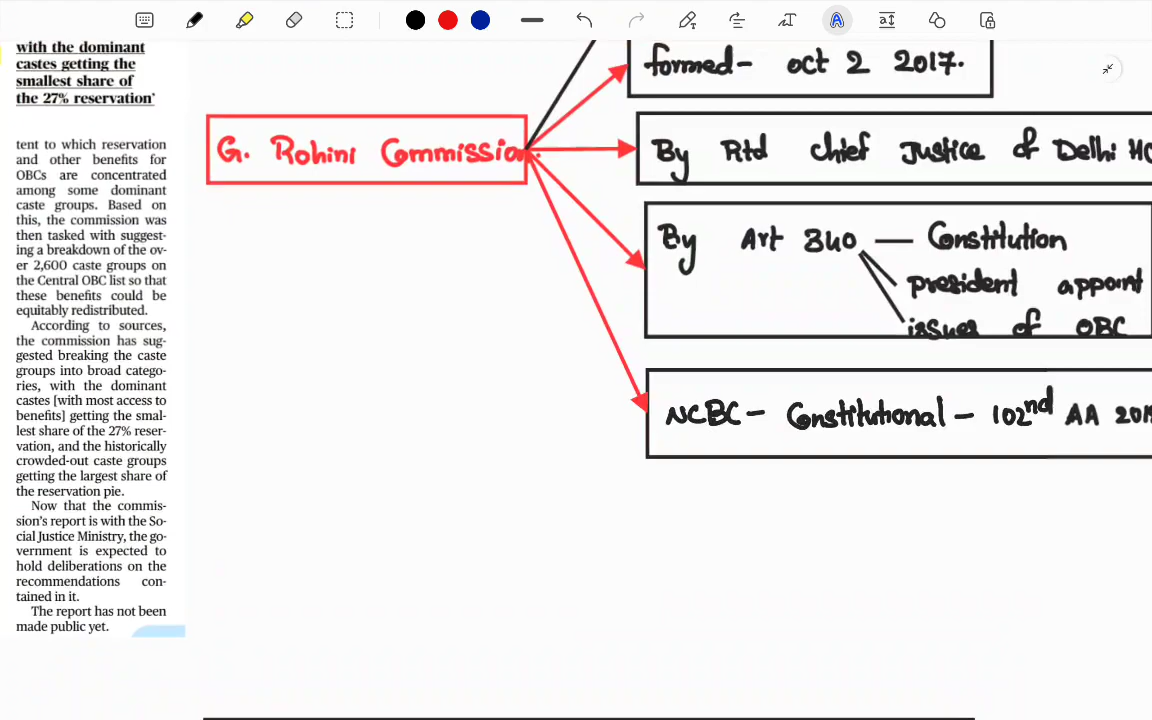 with the dominant
castes getting the
smallest share of
the 27% reservation'
tent to which reservation
and other benefits for
OBCs are concentrated
among some dominant
caste groups. Based on
this, the commission was
then tasked with suggest-
ing a breakdown of the ov-
er 2,600 caste groups on
the Central OBC list so that
these benefits could be
equitably redistributed.
According to sources,
the commission has sug-
gested breaking the caste
groups into broad catego-
ries, with the dominant
castes [with most access to
benefits] getting the smal-
lest share of the 27% reser-
vation, and the historically
crowded-out caste groups
getting the largest share of
the reservation pie.
Now that the commis-
sion's report is with the So-
cial Justice Ministry, the go-
vernment is expected to
hold deliberations on the
recommendations con-
tained in it.
The report has not been
made public yet.
G. Rohini Commission.
formed- oct 2 2017.
By Rtd chief Justice of Delhi HC
By Art 340 — Constitution
president appoint
issues of OBC
NCBC- Constitutional - 102nd AA